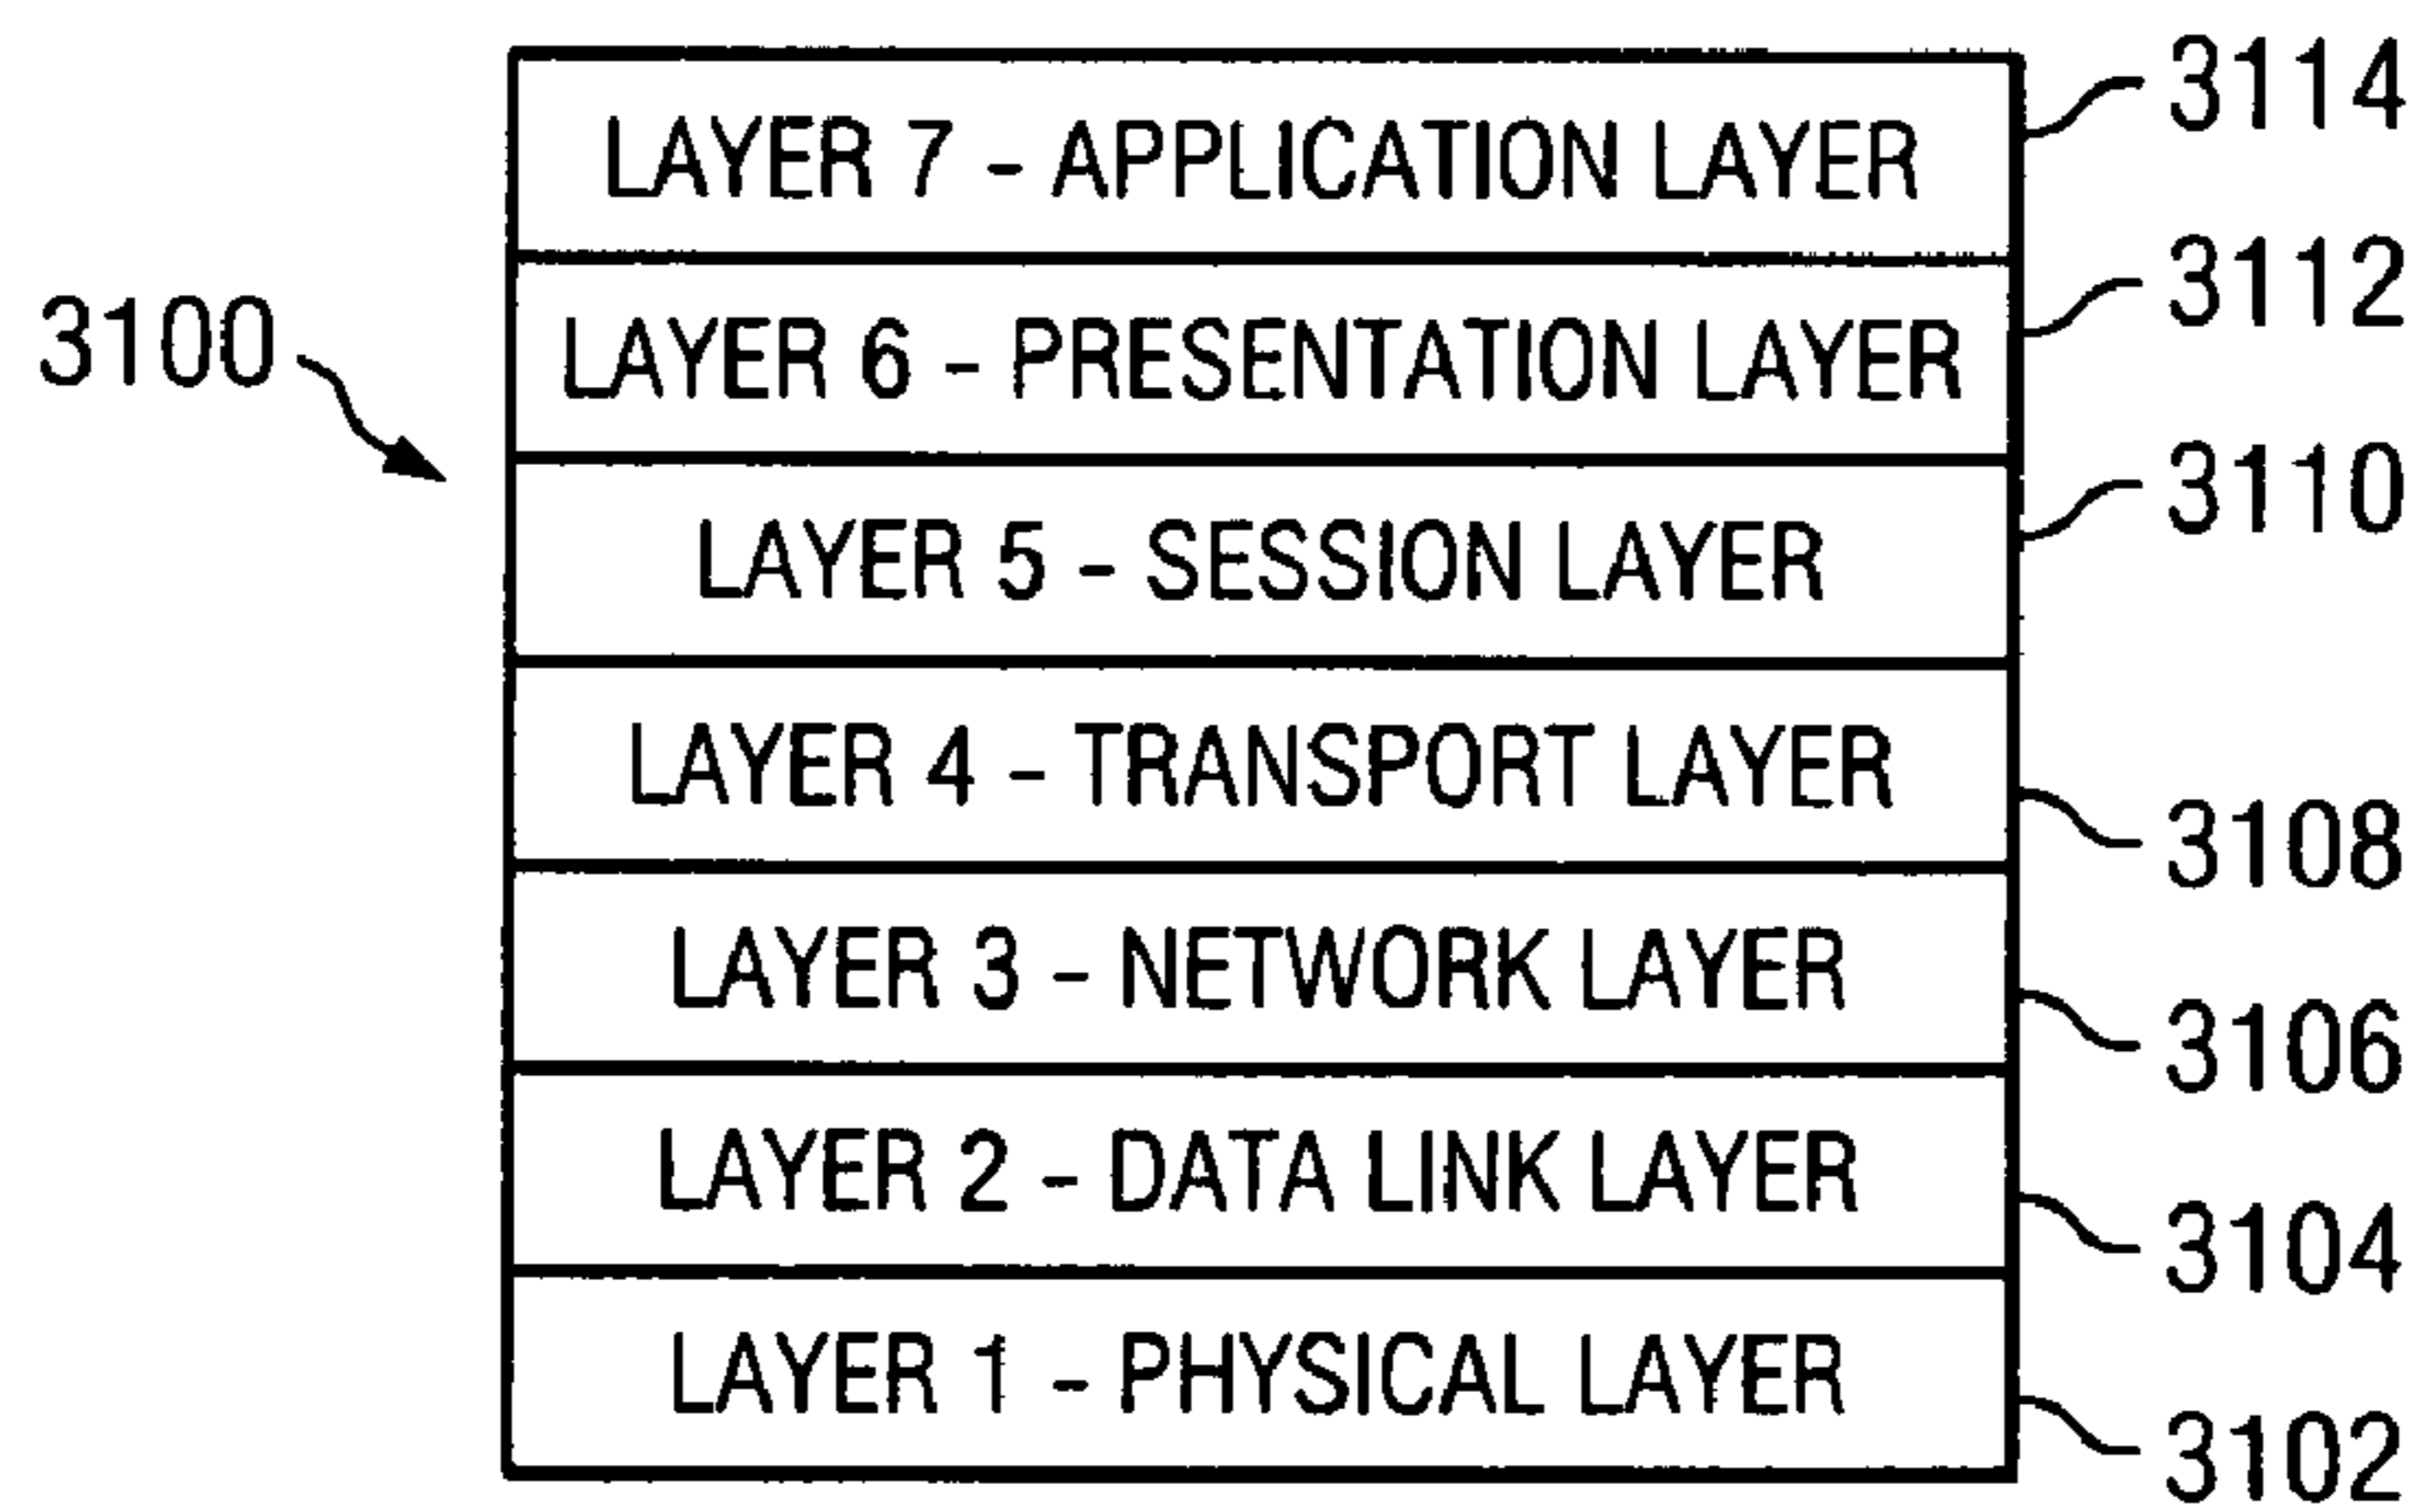 3114
LAYER 7 - APPLICATION LAYER
3112
LAYER 6 - PRESENTATION LAYER
3100
3110
LAYER 5 - SESSION LAYER
LAYER 4 - TRANSPORT LAYER
3108
LAYER 3 - NETWORK LAYER
3106
LAYER 2 - DATA LINK LAYER
3104
LAYER 1 - PHYSICAL LAYER
3102